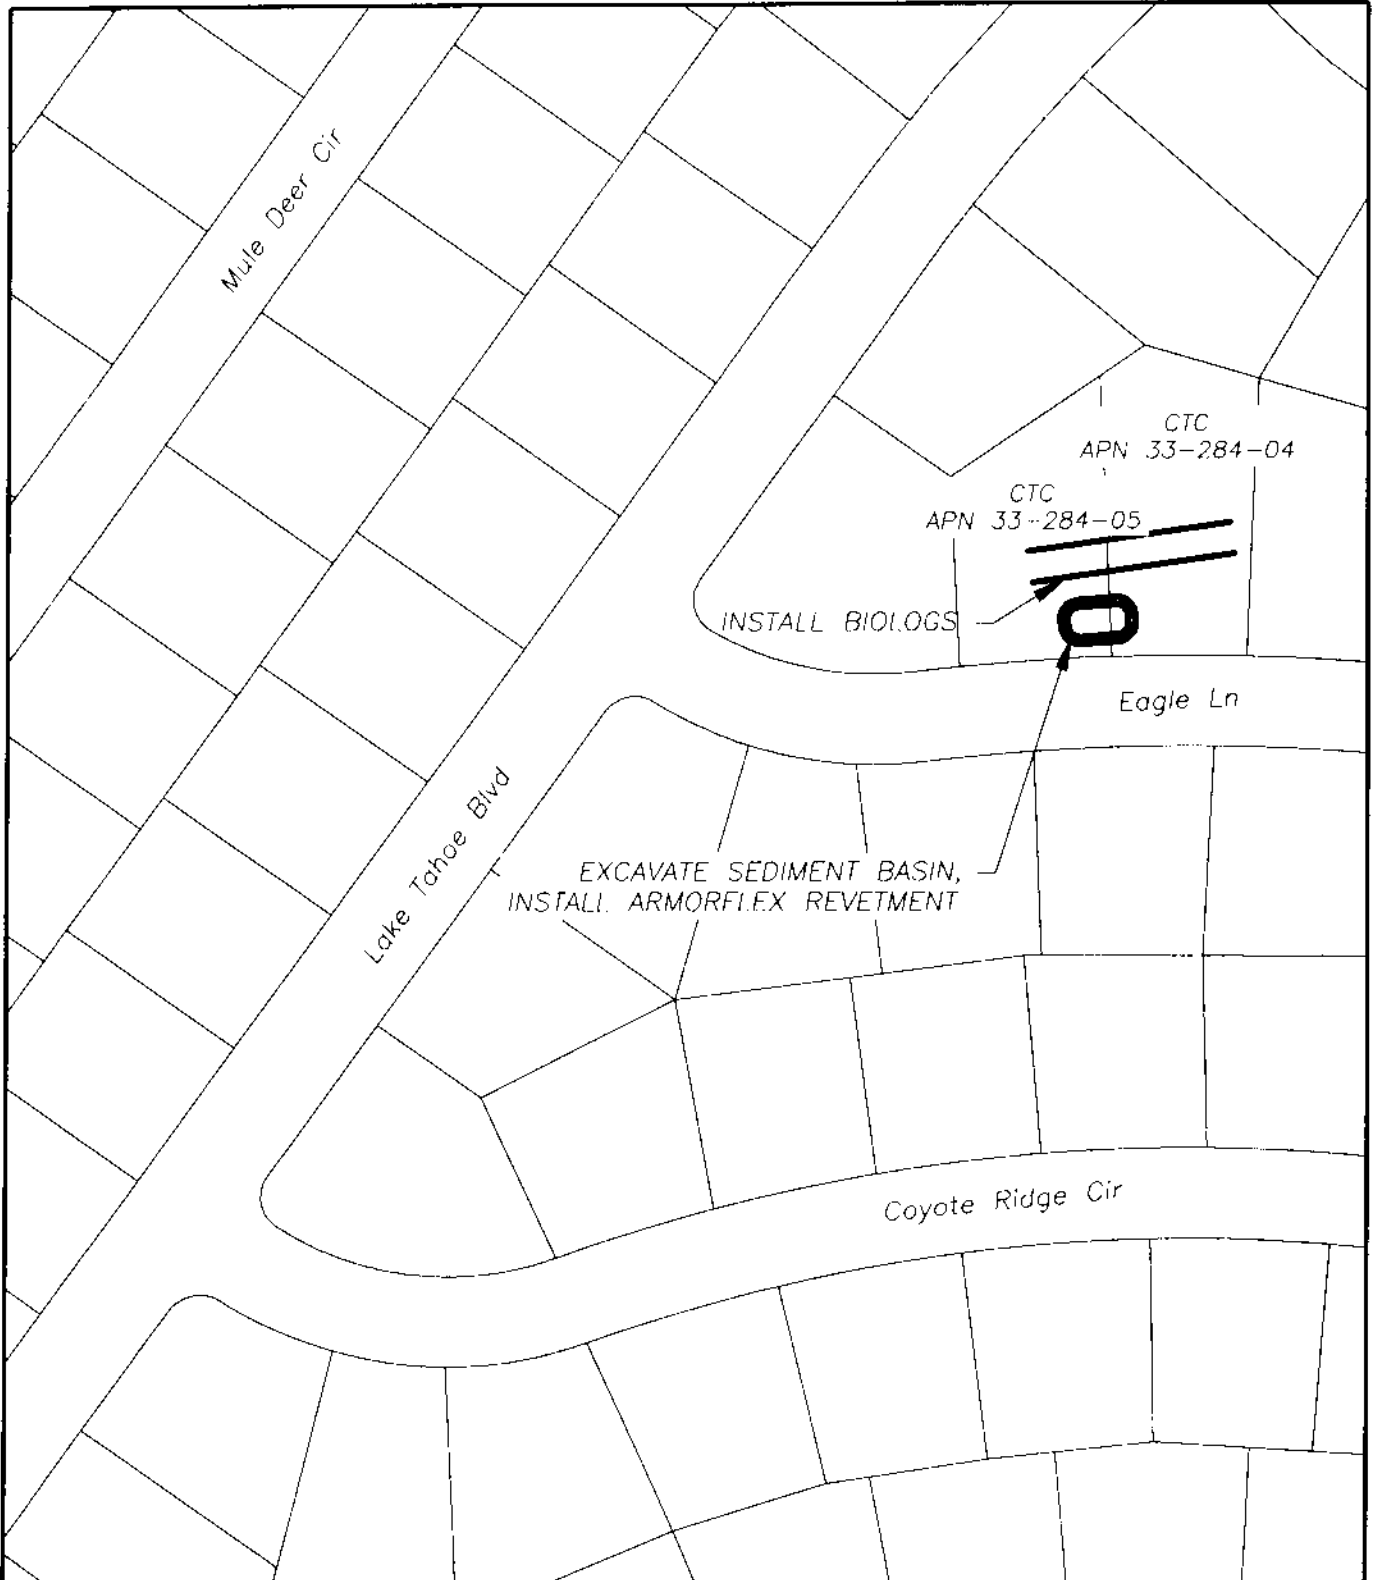 Mule Deer Cir
CTC
APN 33-284-04
CTC
APN 33-284-05
INSTALL BIOLOGS
Eagle Ln
Lake Tahoe Blvd
EXCAVATE SEDIMENT BASIN,
INSTALL ARMORFLEX REVETMENT
Coyote Ridge Cir